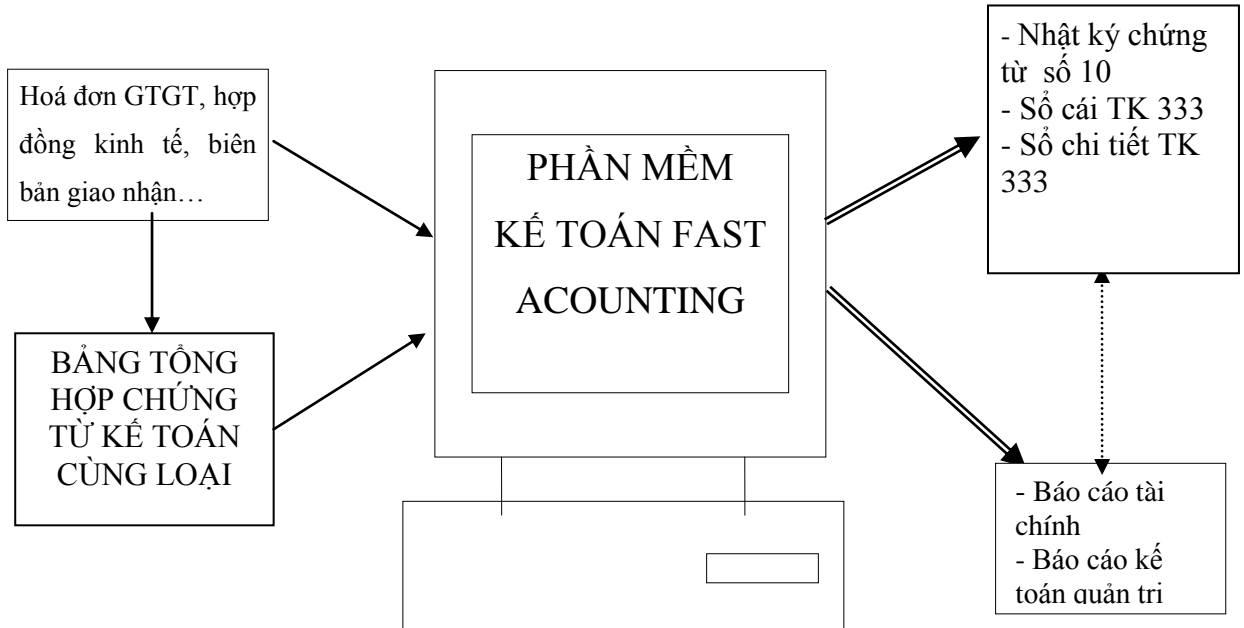 Hoá đơn GTGT, hợp
đồng kinh tế, biên
bản giao nhận…
BẢNG TỔNG
HỢP CHỨNG
TỪ KẾ TOÁN
CÙNG LOẠI
PHẦN MỀM
KẾ TOÁN FAST
ACOUNTING
- Nhật ký chứng
từ số 10
- Sổ cái TK 333
- Sổ chi tiết TK
333
- Báo cáo tài
chính
- Báo cáo kế
toán quản trị